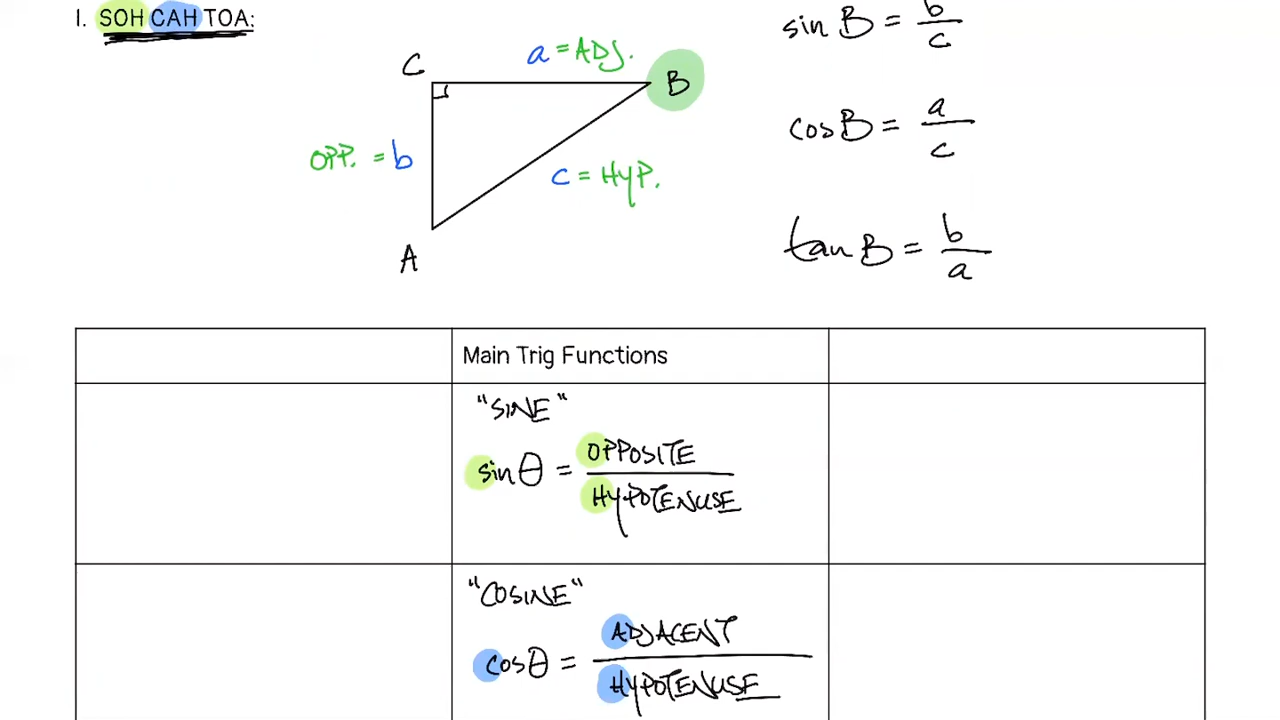 1. SOH CAH TOA:
sin B = b/c
C
a = ADJ.
B
cos B = a/c
OPP. = b
c = HYP.
A
tan B = b/a
Main Trig Functions
"SINE"
sin θ = OPPOSITE/HYPOTENUSE
"COSINE"
cos θ = ADJACENT/HYPOTENUSE